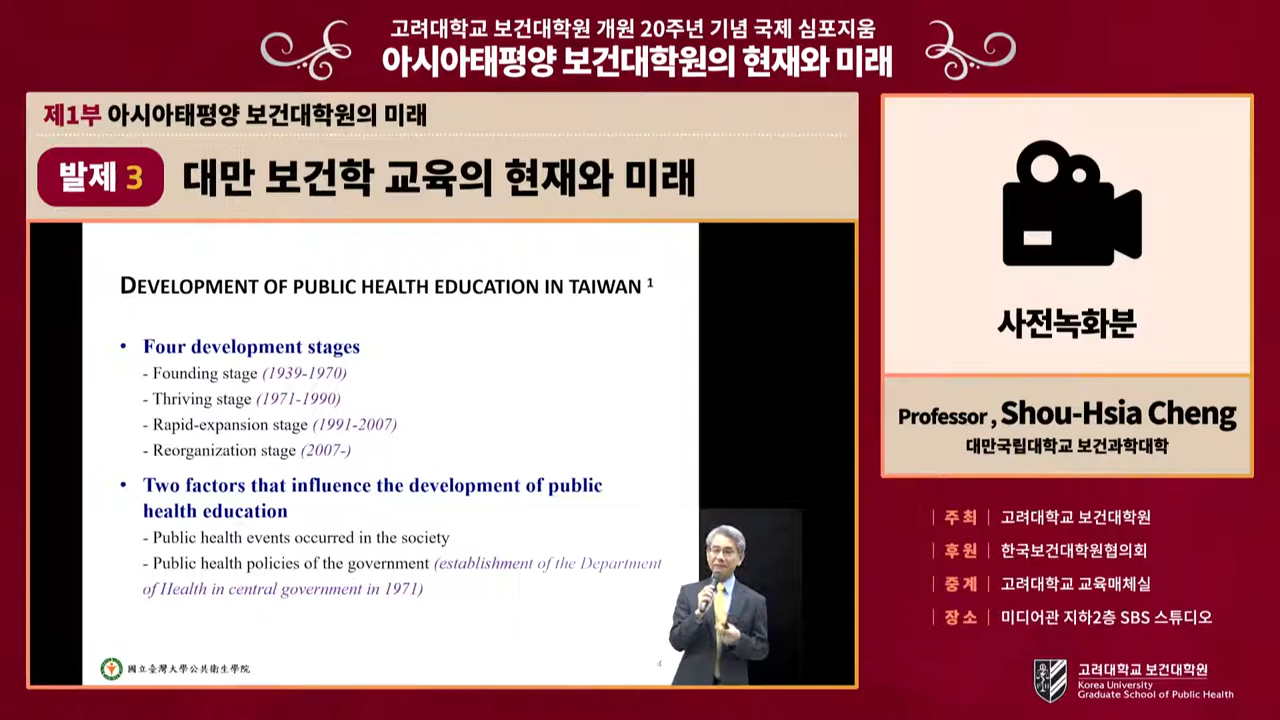 고려대학교 보건대학원 개원 20주년 기념 국제 심포지움
아시아태평양 보건대학원의 현재와 미래
제1부 아시아태평양 보건대학원의 미래
발제 3 대만 보건학 교육의 현재와 미래
DEVELOPMENT OF PUBLIC HEALTH EDUCATION IN TAIWAN 1
• Four development stages
- Founding stage (1939-1970)
- Thriving stage (1971-1990)
- Rapid-expansion stage (1991-2007)
- Reorganization stage (2007-)
• Two factors that influence the development of public
health education
- Public health events occurred in the society
- Public health policies of the government (establishment of the Department
of Health in central government in 1971)
國立臺灣大學公共衛生學院
4
사전녹화분
Professor , Shou-Hsia Cheng
대만국립대학교 보건과학대학
주 최 고려대학교 보건대학원
후 원 한국보건대학원협의회
중 계 고려대학교 교육매체실
장 소 미디어관 지하2층 SBS 스튜디오
고려대학교 보건대학원
Korea University
Graduate School of Public Health